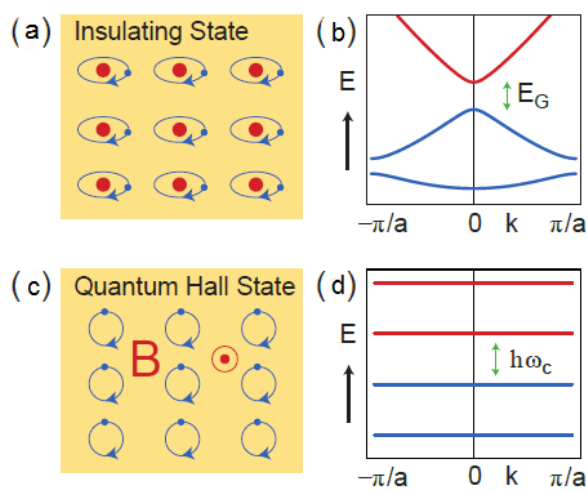 (a)
Insulating State
(b)
E
E_G
−π/a
0
k
π/a
(c)
Quantum Hall State
B
(d)
E
hω_c
−π/a
0
k
π/a